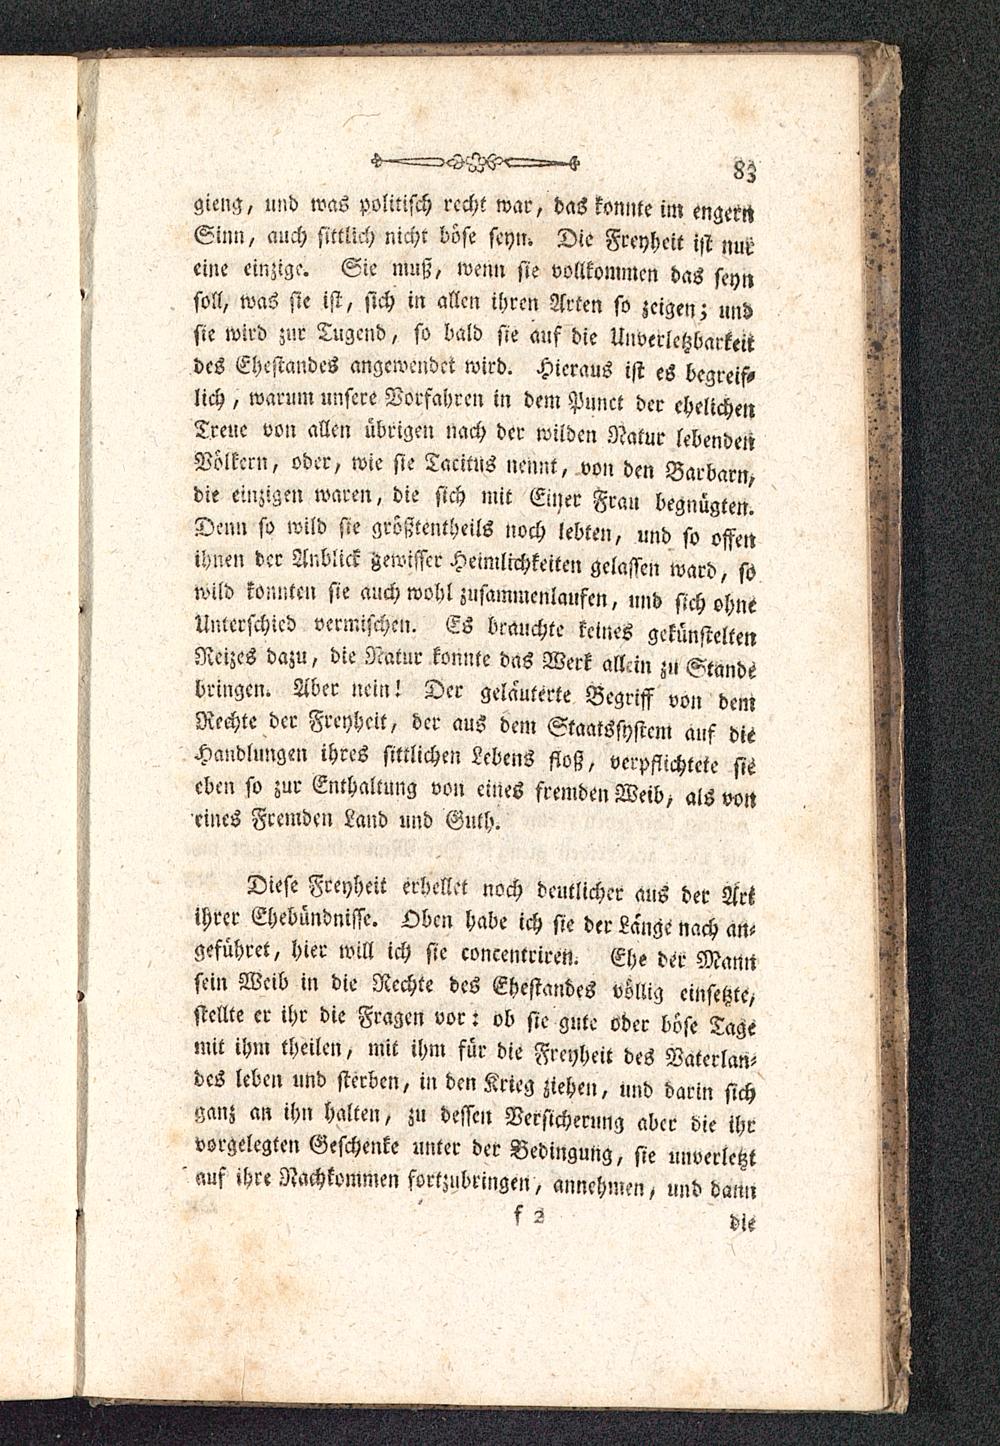 83
gieng, und was politisch recht war, das konnte im engern
Sinn, auch sittlich nicht böse seyn. Die Freyheit ist nur
eine einzige. Sie muß, wenn sie vollkommen das seyn
soll, was sie ist, sich in allen ihren Arten so zeigen; und
sie wird zur Tugend, so bald sie auf die Unverletzbarkeit
des Ehestandes angewendet wird. Hieraus ist es begreif-
lich, warum unsere Vorfahren in dem Punct der ehelichen
Treue von allen übrigen nach der wilden Natur lebenden
Völkern, oder, wie sie Tacitus nennt, von den Barbarn,
die einzigen waren, die sich mit Einer Frau begnügten.
Denn so wild sie größtentheils noch lebten, und so offen
ihnen der Anblick gewisser Heimlichkeiten gelassen ward, so
wild konnten sie auch wohl zusammenlaufen, und sich ohne
Unterschied vermischen. Es brauchte keines gekünstelten
Reizes dazu, die Natur konnte das Werk allein zu Stande
bringen. Aber nein! Der geläuterte Begriff von dem
Rechte der Freyheit, der aus dem Staatssystem auf die
Handlungen ihres sittlichen Lebens floß, verpflichtete sie
eben so zur Enthaltung von eines fremden Weib, als von
eines Fremden Land und Guth.
Diese Freyheit erhellet noch deutlicher aus der Art
ihrer Ehebündnisse. Oben habe ich sie der Länge nach an-
geführet, hier will ich sie concentriren. Ehe der Mann
sein Weib in die Rechte des Ehestandes völlig einsetzte,
stellte er ihr die Fragen vor: ob sie gute oder böse Tage
mit ihm theilen, mit ihm für die Freyheit des Vaterlan-
des leben und sterben, in den Krieg ziehen, und darin sich
ganz an ihn halten, zu dessen Versicherung aber die ihr
vorgelegten Geschenke unter der Bedingung, sie unverletzt
auf ihre Nachkommen fortzubringen, annehmen, und dann
f 2 die